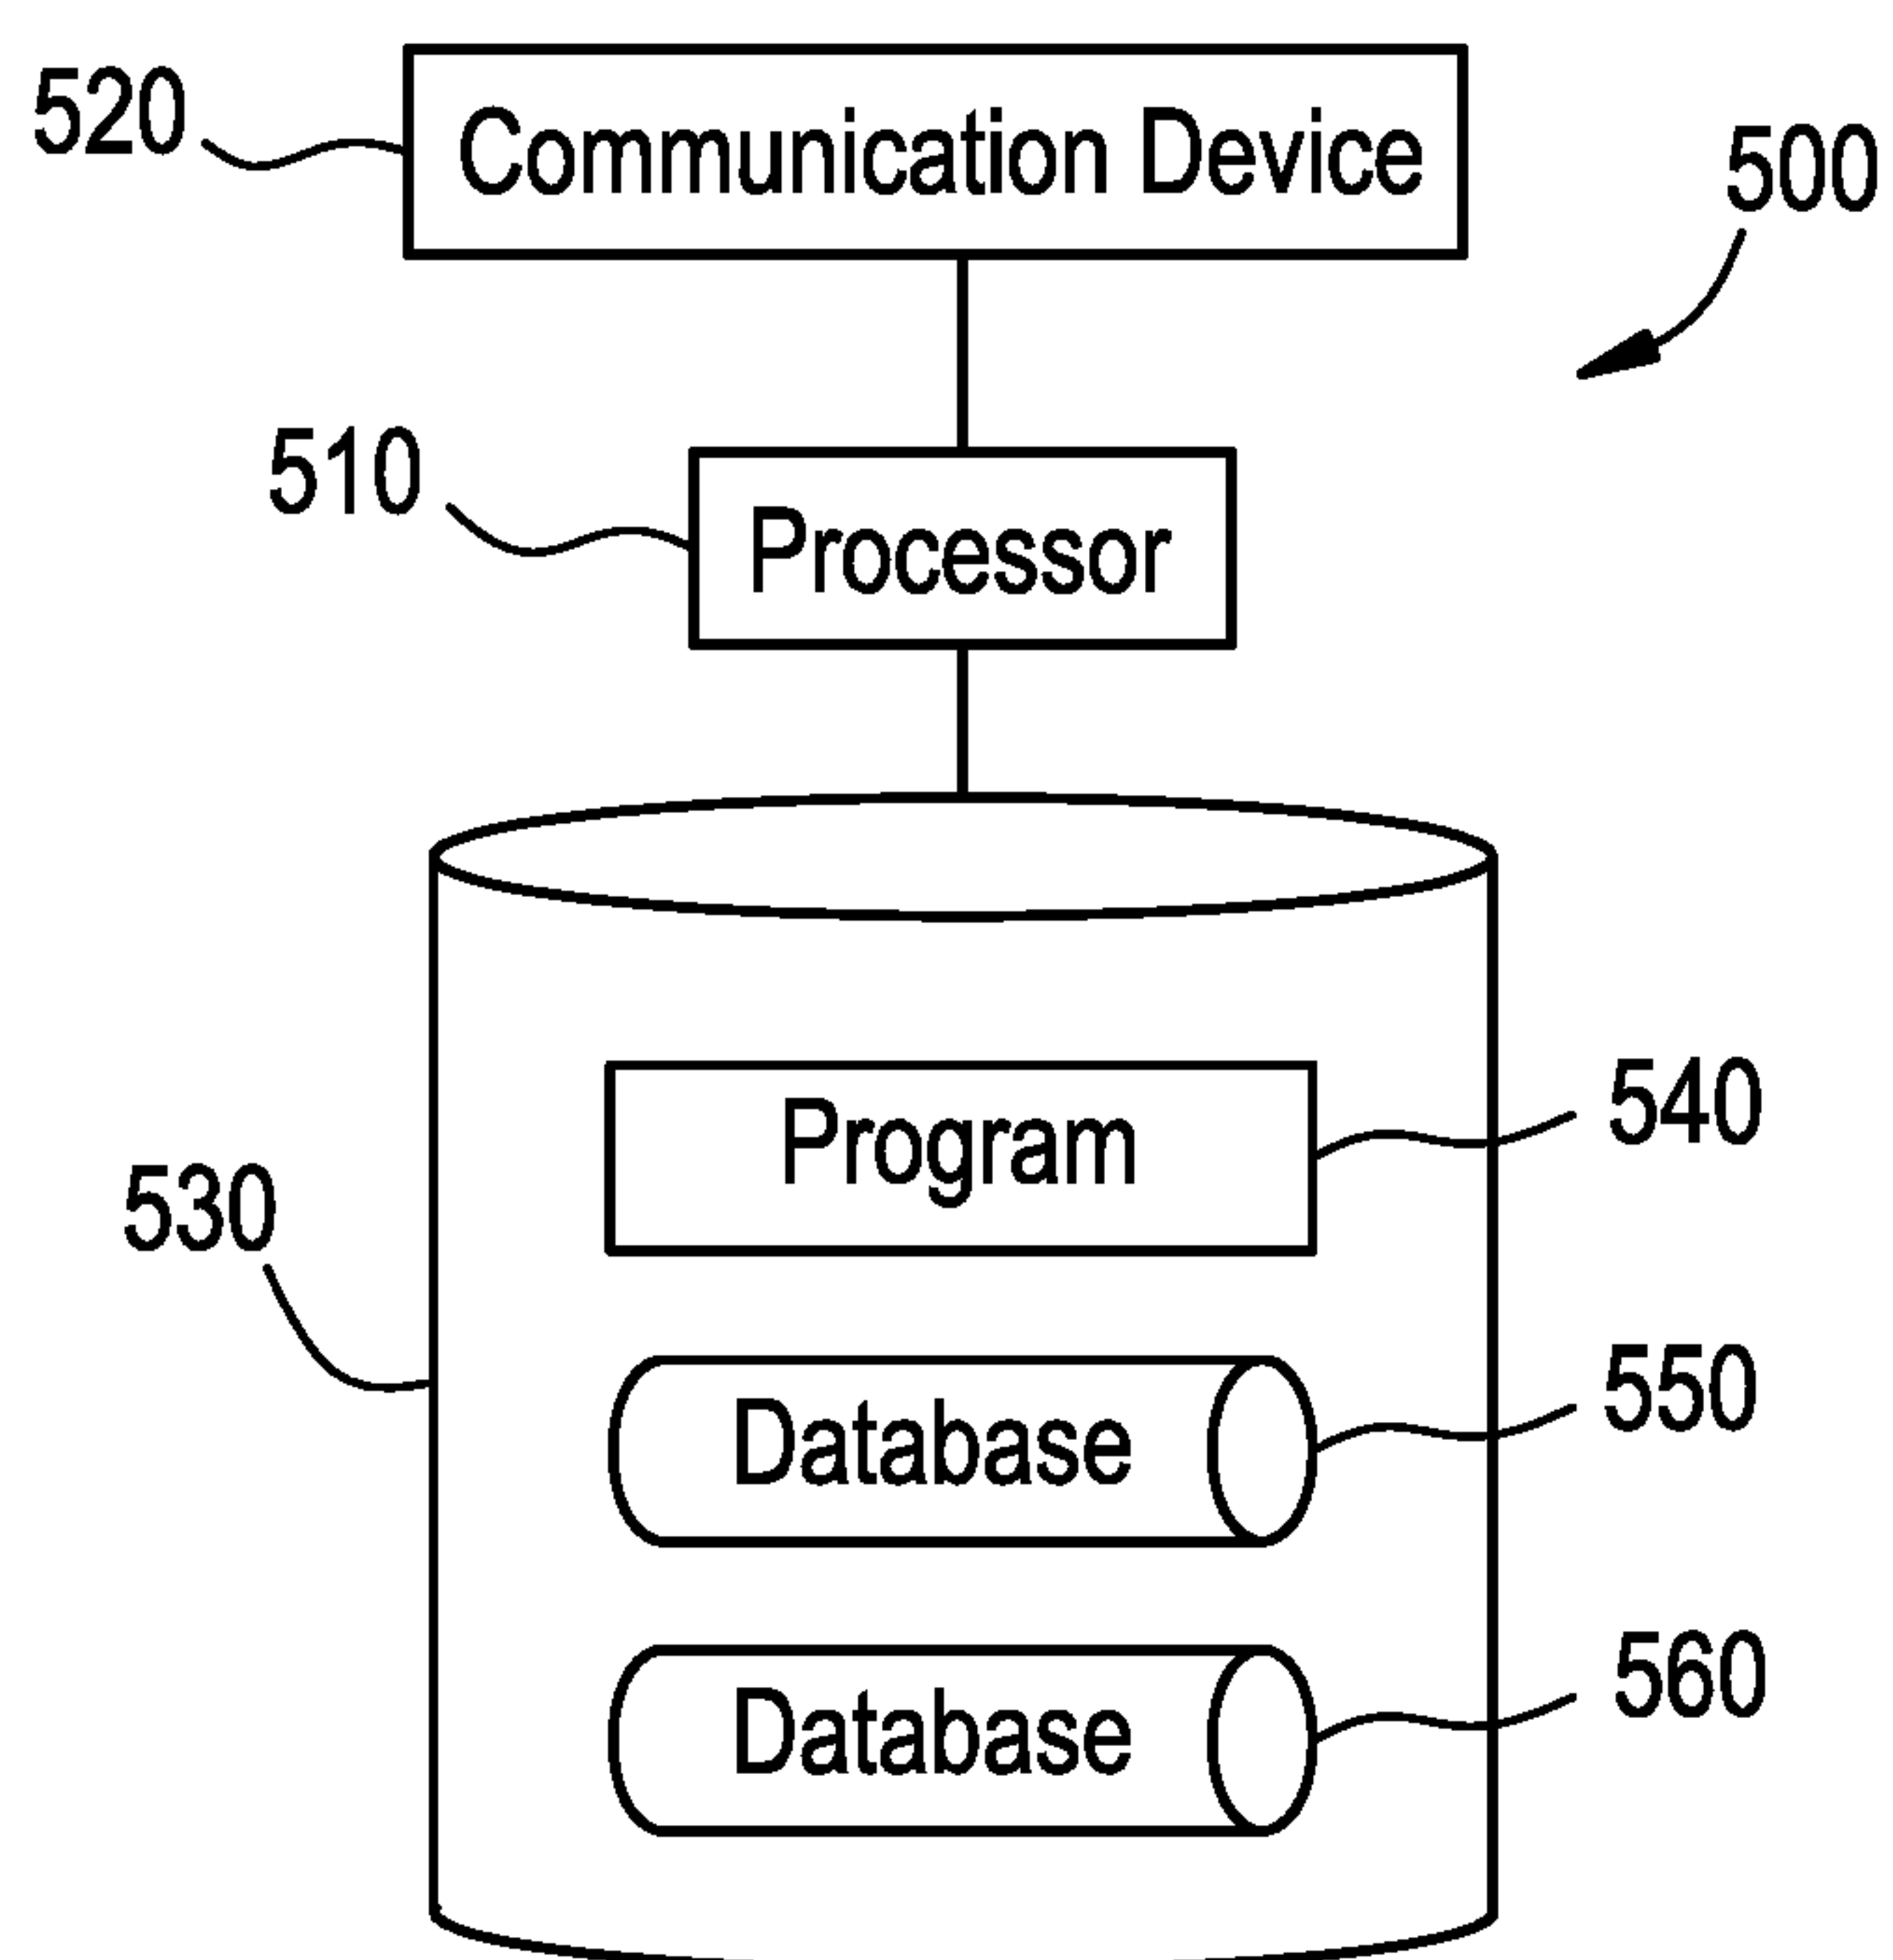 520
Communication Device
500
510
Processor
Program
540
530
Database
550
Database
560